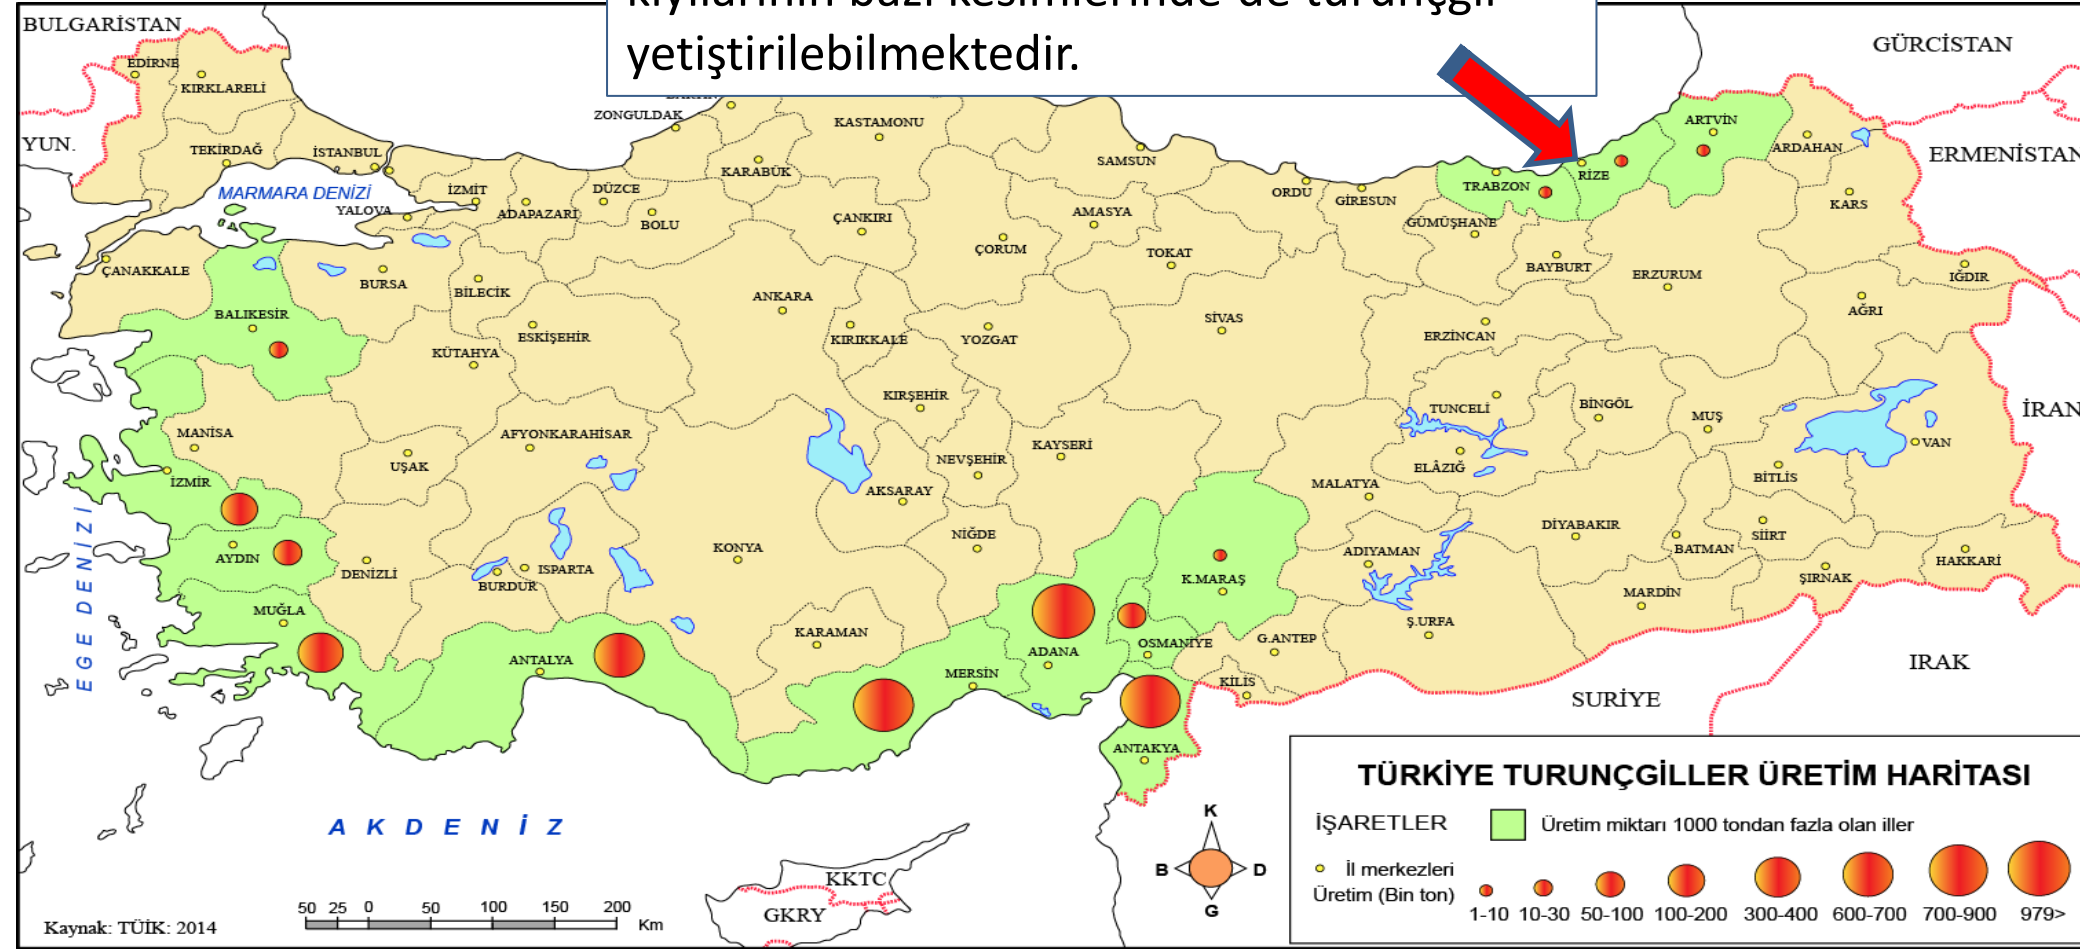 kıyılarının bazı kesimlerinde de turunçgil
yetiştirilebilmektedir.
BULGARİSTAN
GÜRCİSTAN
EDİRNE
KIRKLARELİ
ZONGULDAK
KASTAMONU
ARTVİN
YUN.
TEKİRDAĞ
İSTANBUL
KARABÜK
SAMSUN
ARDAHAN
ERMENİSTAN
MARMARA DENİZİ
İZMİT
DÜZCE
ORDU
TRABZON
RİZE
YALOVA
ADAPAZARI
BOLU
ÇANKIRI
AMASYA
GİRESUN
GÜMÜŞHANE
KARS
ÇANAKKALE
BURSA
BİLECİK
ÇORUM
TOKAT
BAYBURT
ERZURUM
IĞDIR
BALIKESİR
ESKİŞEHİR
ANKARA
KIRIKKALE
YOZGAT
SİVAS
ERZİNCAN
AĞRI
KÜTAHYA
KIRŞEHİR
TUNCELİ
BİNGÖL
MUŞ
İRAN
MANİSA
UŞAK
AFYONKARAHİSAR
NEVŞEHİR
KAYSERİ
ELÂZIĞ
VAN
İZMİR
AKSARAY
MALATYA
BİTLİS
EGE DENİZİ
AYDIN
DENİZLİ
BURDUR
ISPARTA
KONYA
NİĞDE
K.MARAŞ
ADIYAMAN
DİYABAKIR
BATMAN
SİİRT
ŞIRNAK
HAKKARİ
MUĞLA
ANTALYA
KARAMAN
MERSİN
ADANA
OSMANİYE
G.ANTEP
Ş.URFA
MARDİN
KİLİS
SURİYE
IRAK
ANTAKYA
AKDENİZ
KKTC
GKRY
K
B
D
G
TÜRKİYE TURUNÇGİLLER ÜRETİM HARİTASI
İŞARETLER
Üretim miktarı 1000 tondan fazla olan iller
İl merkezleri
Üretim (Bin ton)
1-10 10-30 50-100 100-200 300-400 600-700 700-900 979>
50 25 0 50 100 150 200 Km
Kaynak: TÜİK: 2014